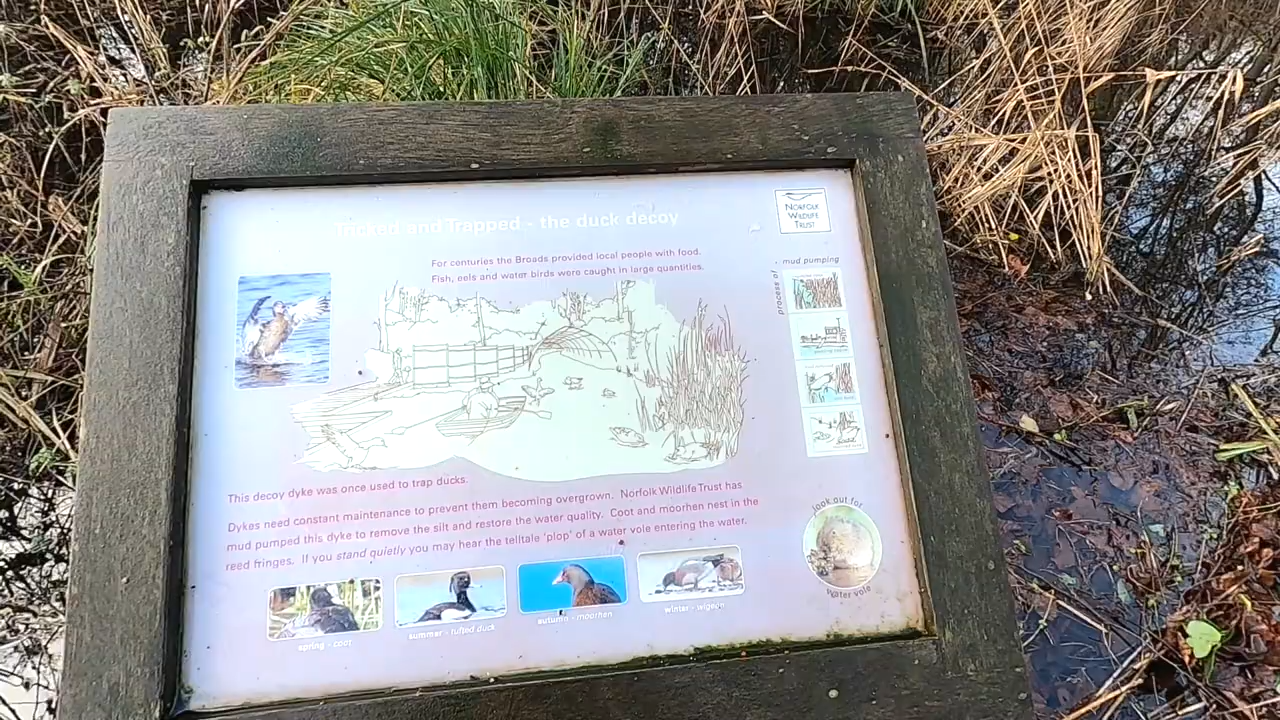 Tricked and Trapped - the duck decoy
NORFOLK
WILDLIFE
TRUST
For centuries the Broads provided local people with food.
Fish, eels and water birds were caught in large quantities.
process of
mud pumping
This decoy dyke was once used to trap ducks.
Dykes need constant maintenance to prevent them becoming overgrown. Norfolk Wildlife Trust has
mud pumped this dyke to remove the silt and restore the water quality. Coot and moorhen nest in the
reed fringes. If you stand quietly you may hear the telltale 'plop' of a water vole entering the water.
look out for
water vole
spring - coot
summer - tufted duck
autumn - moorhen
winter - wigeon